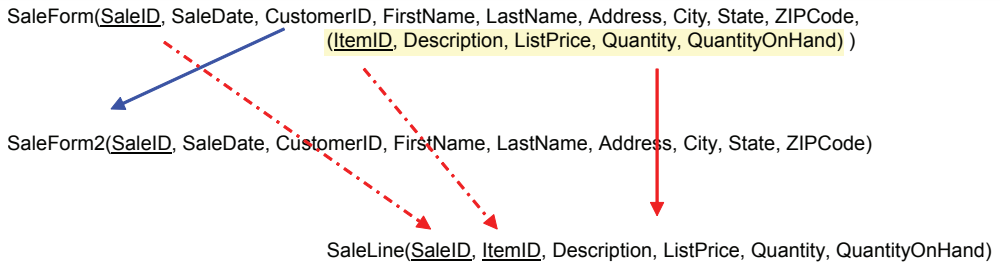 SaleForm(SaleID, SaleDate, CustomerID, FirstName, LastName, Address, City, State, ZIPCode,
(ItemID, Description, ListPrice, Quantity, QuantityOnHand) )
SaleForm2(SaleID, SaleDate, CustomerID, FirstName, LastName, Address, City, State, ZIPCode)
SaleLine(SaleID, ItemID, Description, ListPrice, Quantity, QuantityOnHand)